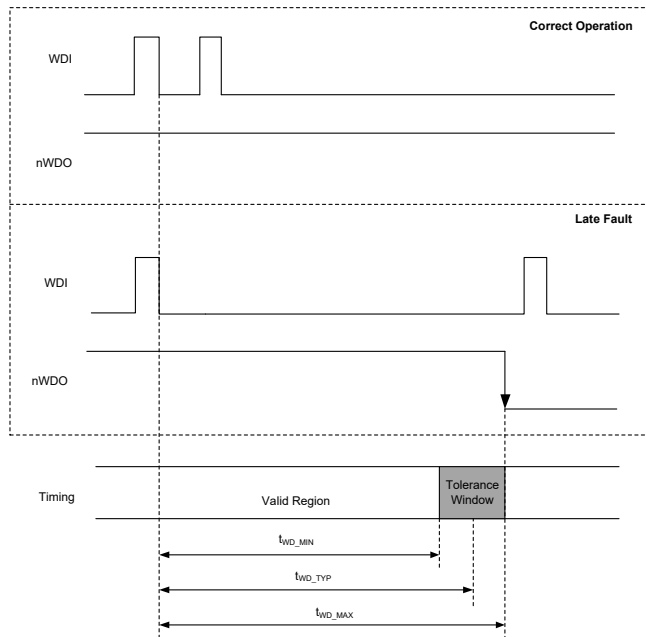 Correct Operation
WDI
nWDO
Late Fault
WDI
nWDO
Timing
Valid Region
Tolerance
Window
tWD_MIN
tWD_TYP
tWD_MAX